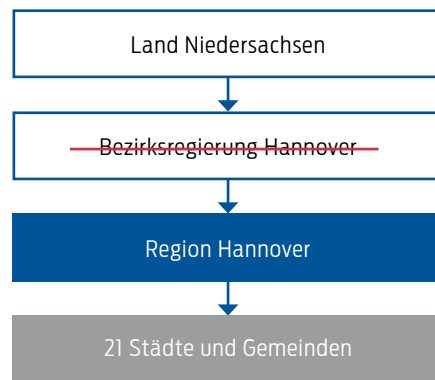 Land Niedersachsen
Bezirksregierung Hannover
Region Hannover
21 Städte und Gemeinden